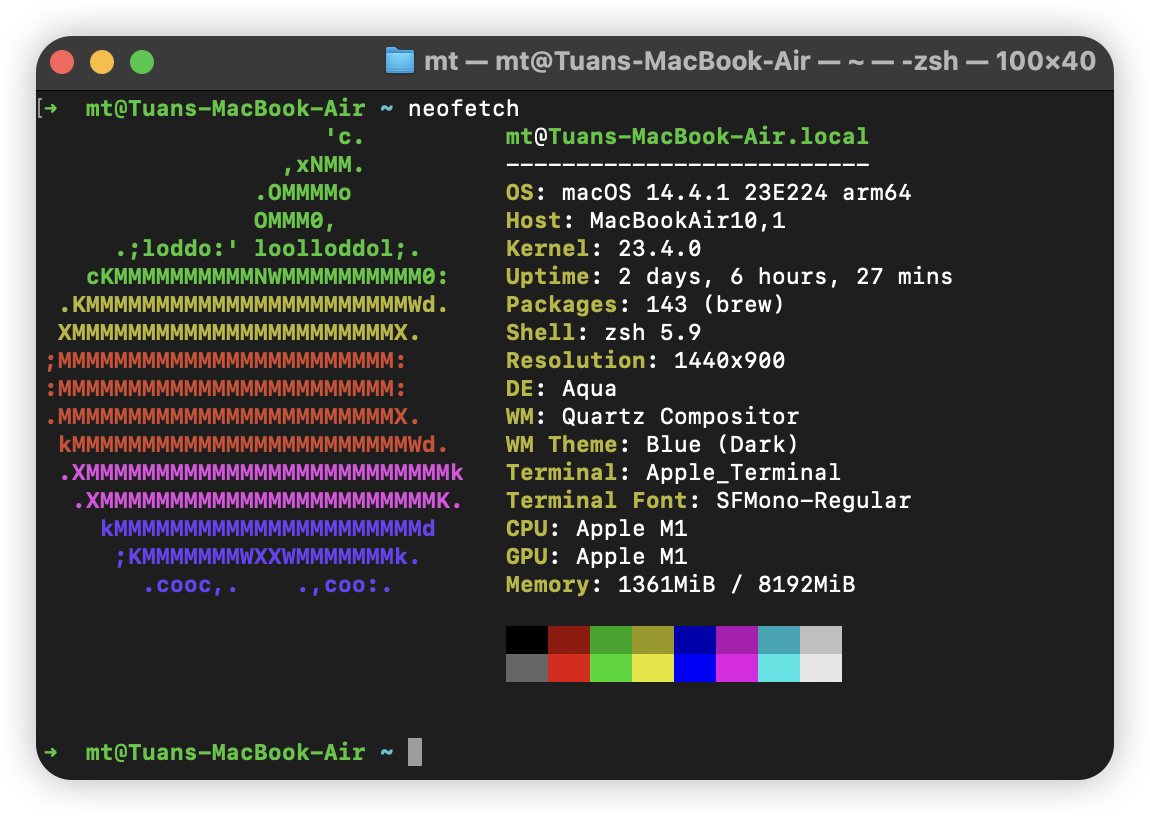 mt — mt@Tuans-MacBook-Air — ~ — -zsh — 100×40
[➜  mt@Tuans-MacBook-Air ~ neofetch
                    'c.          mt@Tuans-MacBook-Air.local
                 ,xNMM.          --------------------------
               .OMMMMo           OS: macOS 14.4.1 23E224 arm64
               OMMM0,            Host: MacBookAir10,1
     .;loddo:' loolloddol;.      Kernel: 23.4.0
   cKMMMMMMMMMMNWMMMMMMMMMM0:    Uptime: 2 days, 6 hours, 27 mins
 .KMMMMMMMMMMMMMMMMMMMMMMMWd.    Packages: 143 (brew)
 XMMMMMMMMMMMMMMMMMMMMMMMX.      Shell: zsh 5.9
;MMMMMMMMMMMMMMMMMMMMMMMM:       Resolution: 1440x900
:MMMMMMMMMMMMMMMMMMMMMMMM:       DE: Aqua
.MMMMMMMMMMMMMMMMMMMMMMMMX.      WM: Quartz Compositor
 kMMMMMMMMMMMMMMMMMMMMMMMMWd.    WM Theme: Blue (Dark)
 .XMMMMMMMMMMMMMMMMMMMMMMMMMMk   Terminal: Apple_Terminal
  .XMMMMMMMMMMMMMMMMMMMMMMMMK.   Terminal Font: SFMono-Regular
    kMMMMMMMMMMMMMMMMMMMMMMd     CPU: Apple M1
     ;KMMMMMMMWXXWMMMMMMMk.      GPU: Apple M1
       .cooc,.    .,coo:.        Memory: 1361MiB / 8192MiB
➜  mt@Tuans-MacBook-Air ~